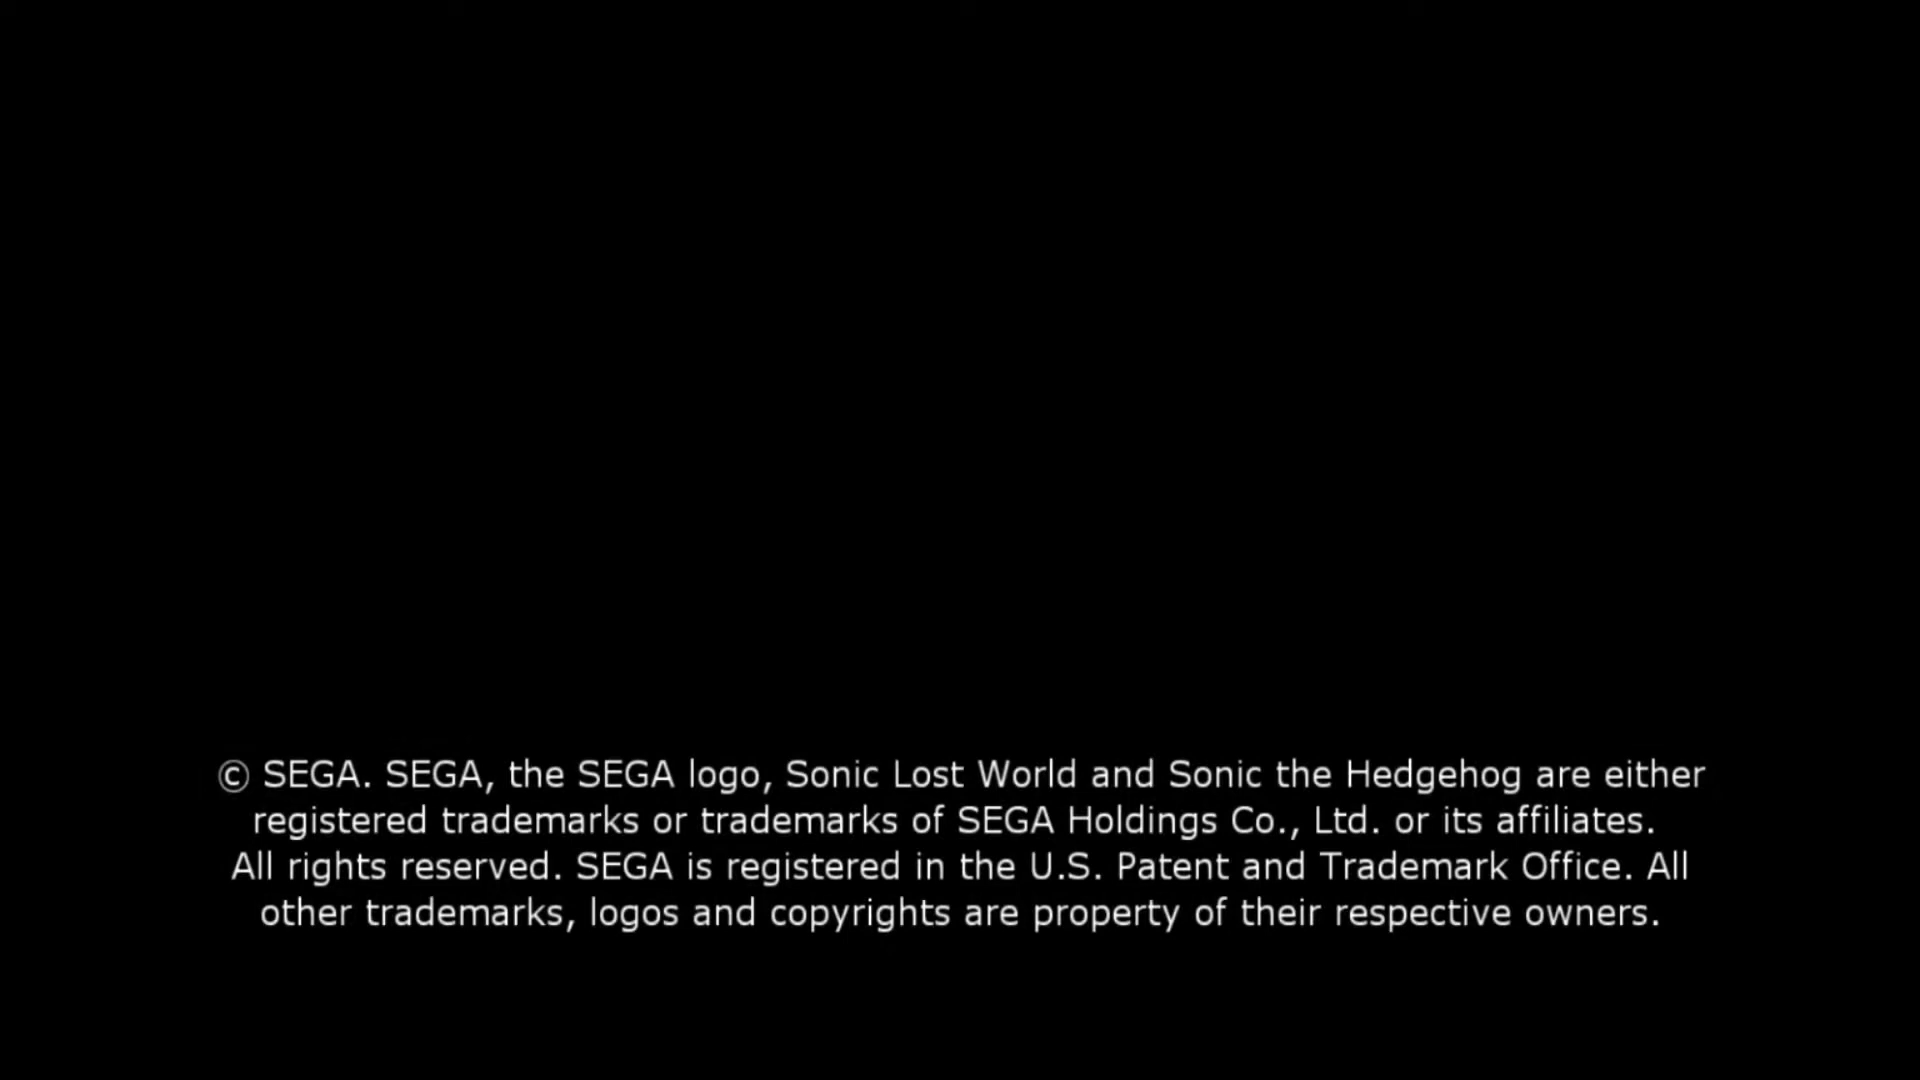 © SEGA. SEGA, the SEGA logo, Sonic Lost World and Sonic the Hedgehog are either
registered trademarks or trademarks of SEGA Holdings Co., Ltd. or its affiliates.
All rights reserved. SEGA is registered in the U.S. Patent and Trademark Office. All
other trademarks, logos and copyrights are property of their respective owners.